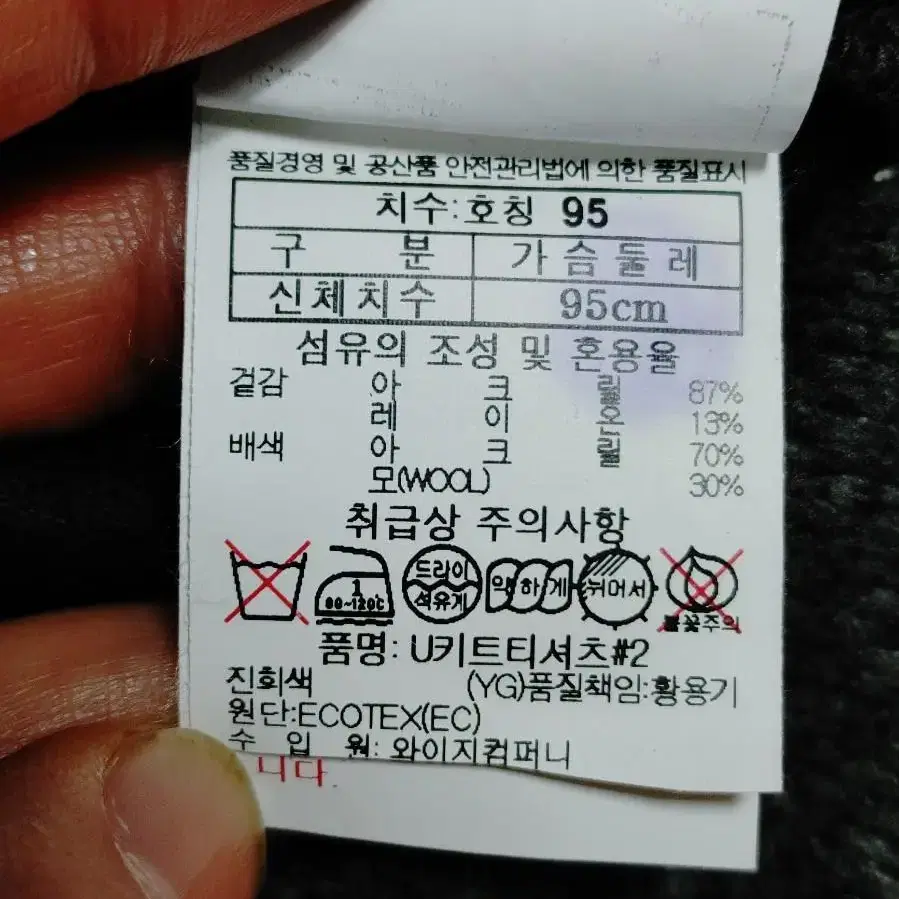 품질경영 및 공산품 안전관리법에 의한 품질표시
치수:호칭 95
구 분 가슴둘레
신체치수 95cm
섬유의 조성 및 혼용율
겉감 아 크 릴 87%
레 이 온 13%
배색 아 크 릴 70%
모(WOOL) 30%
취급상 주의사항
1 80~120℃ 드라이 석유계 약하게 뉘어서 불꽃주의
품명: U키트티셔츠#2
진회색 (YG)품질책임:황용기
원단:ECOTEX(EC)
수 입 원: 와이지컴퍼니
니다.